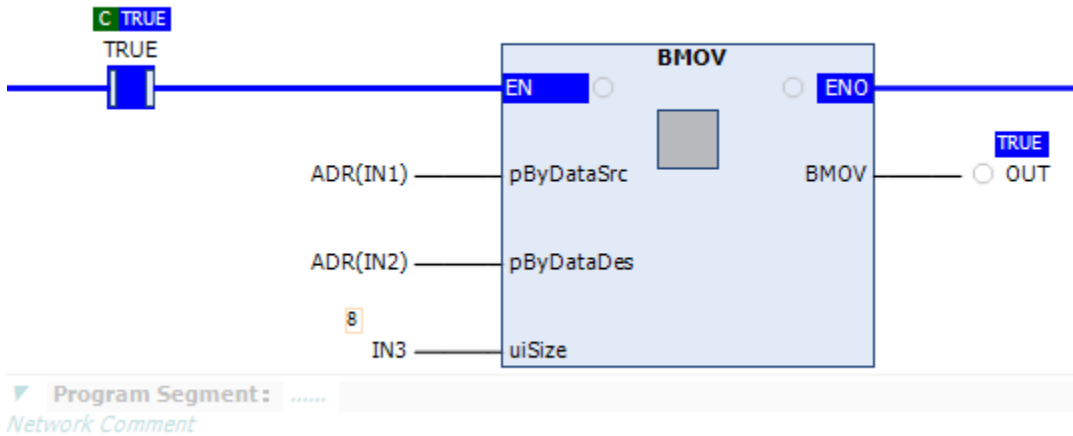 C TRUE
TRUE
BMOV
EN
ENO
TRUE
ADR(IN1)
pByDataSrc
BMOV
OUT
ADR(IN2)
pByDataDes
8
IN3
uiSize
Program Segment: ......
Network Comment